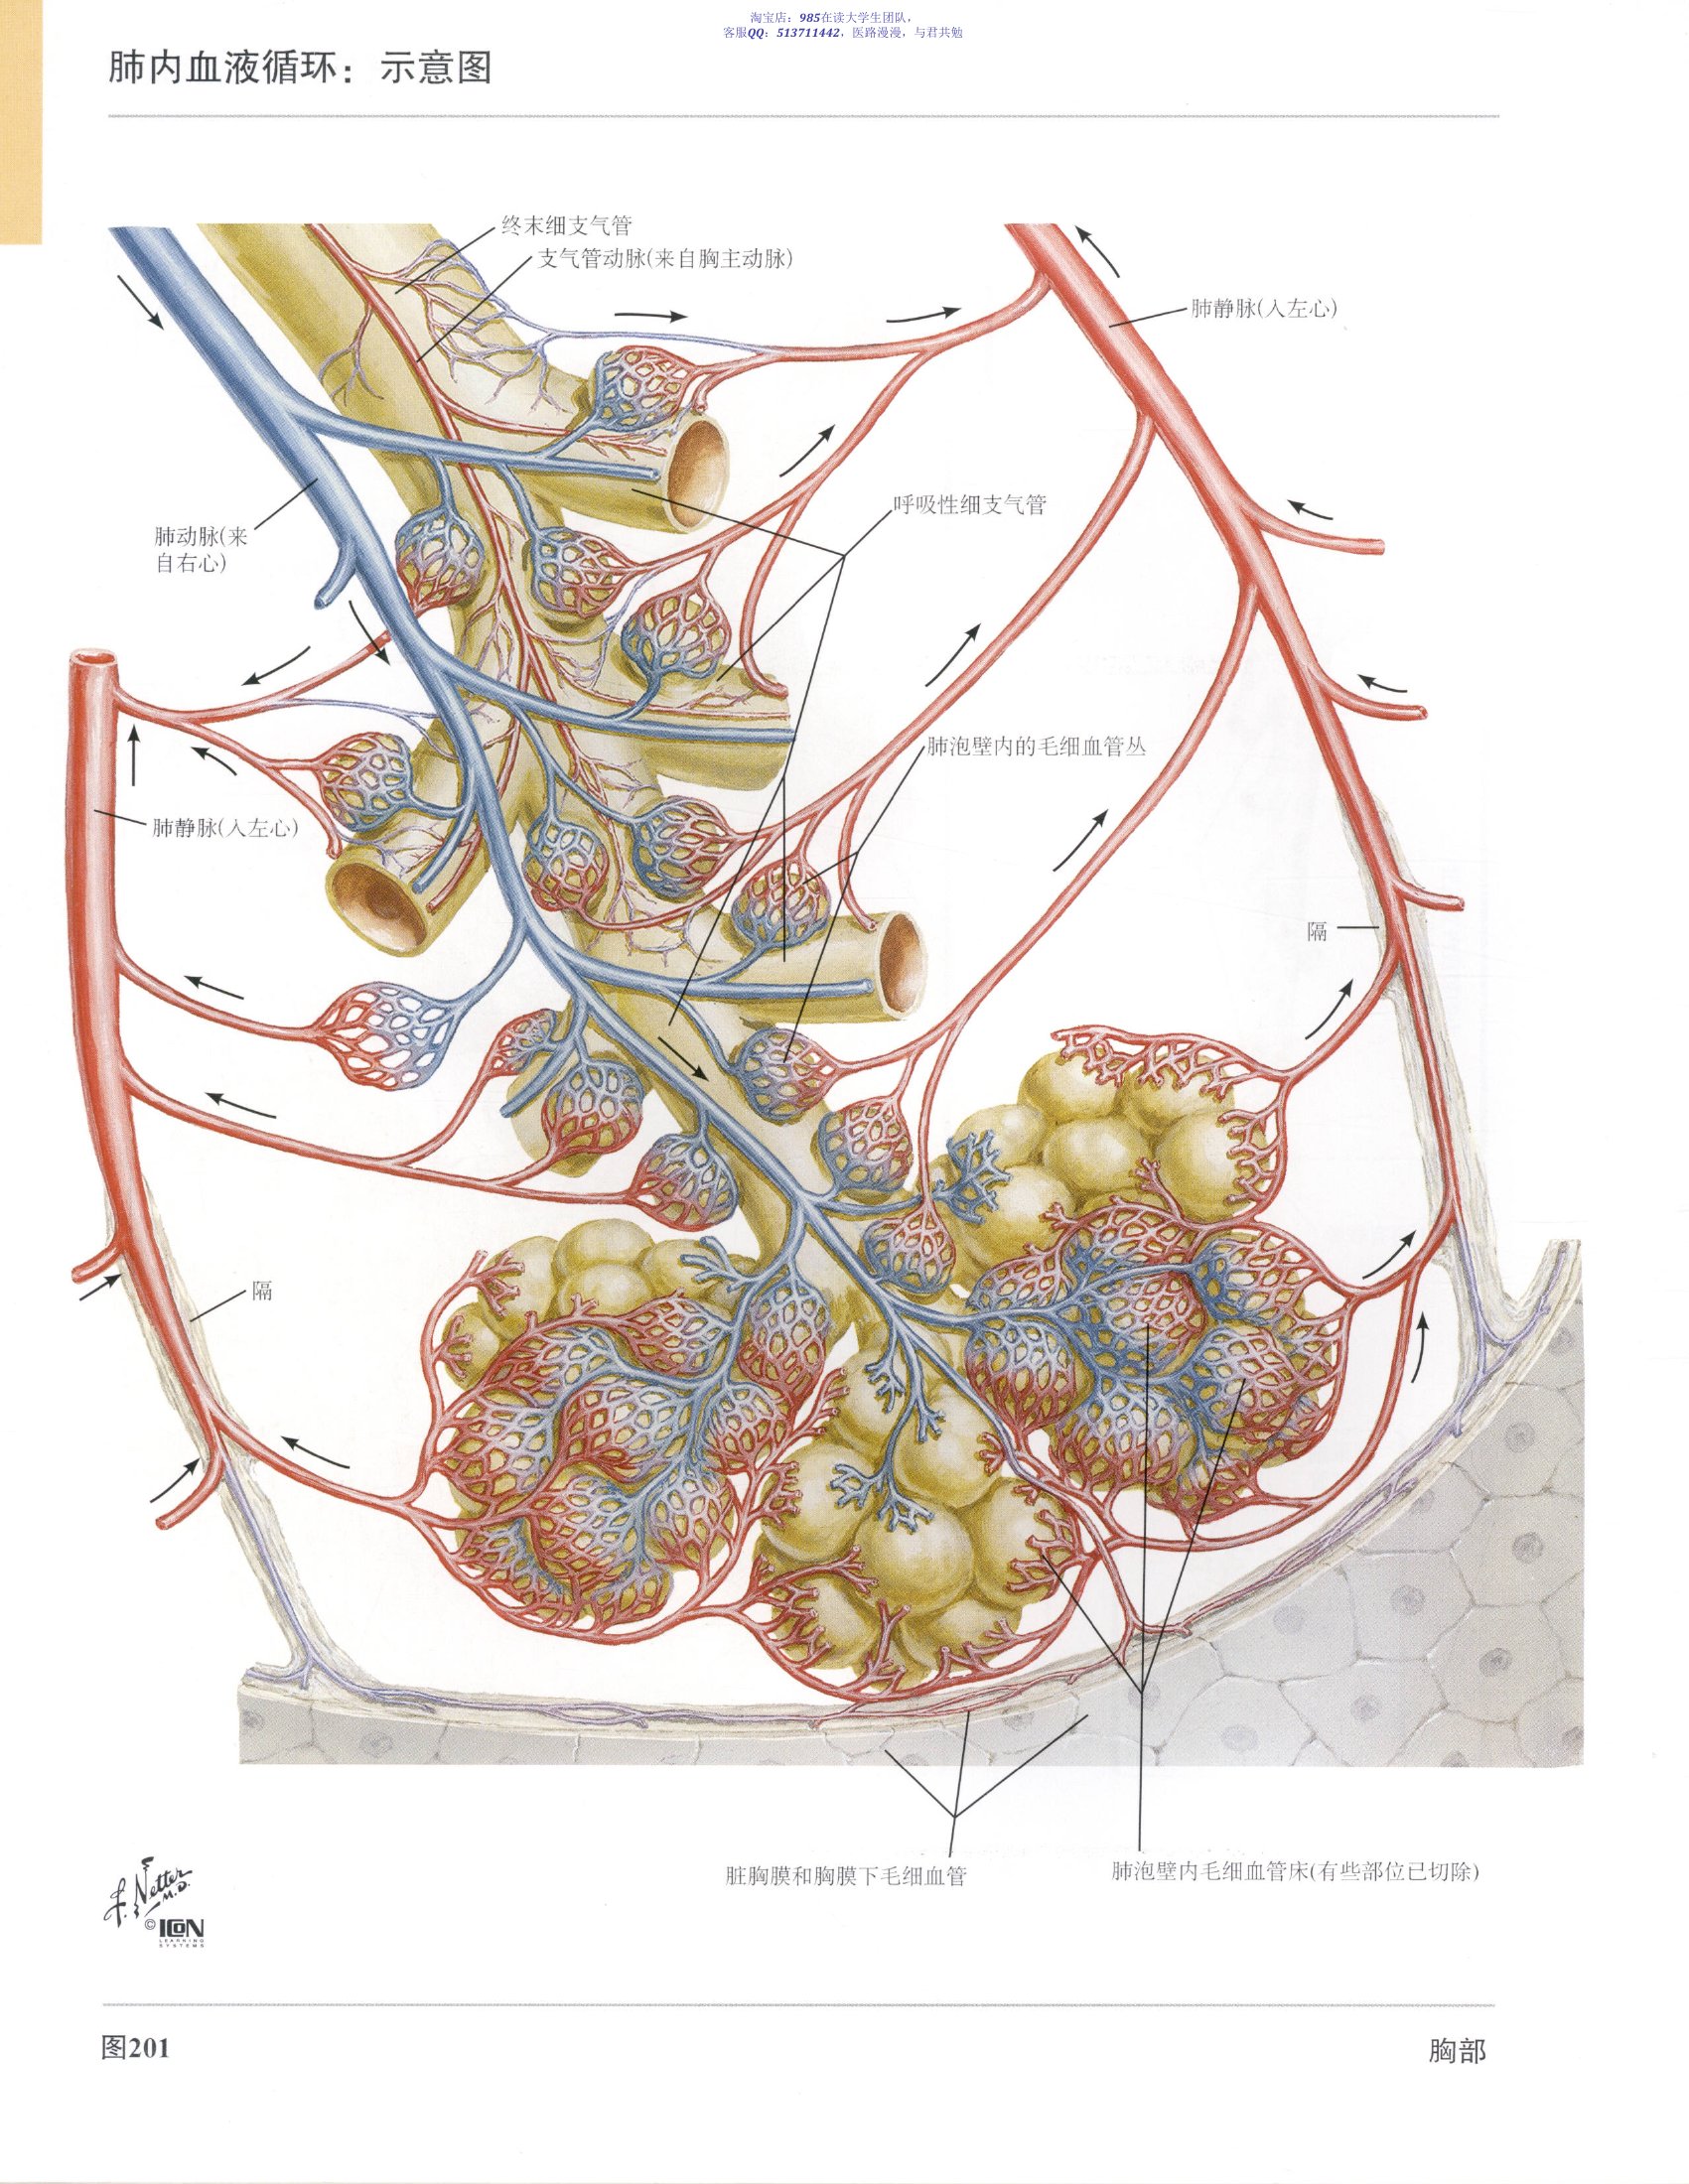 淘宝店：985在读大学生团队，
客服QQ：513711442，医路漫漫，与君共勉
肺内血液循环：示意图
终末细支气管
支气管动脉(来自胸主动脉)
肺静脉(入左心)
呼吸性细支气管
肺动脉(来
自右心)
肺泡壁内的毛细血管丛
肺静脉(入左心)
隔
隔
脏胸膜和胸膜下毛细血管
肺泡壁内毛细血管床(有些部位已切除)
F. Netter
M.D.
© ICON
LEARNING
SYSTEMS
图201
胸部